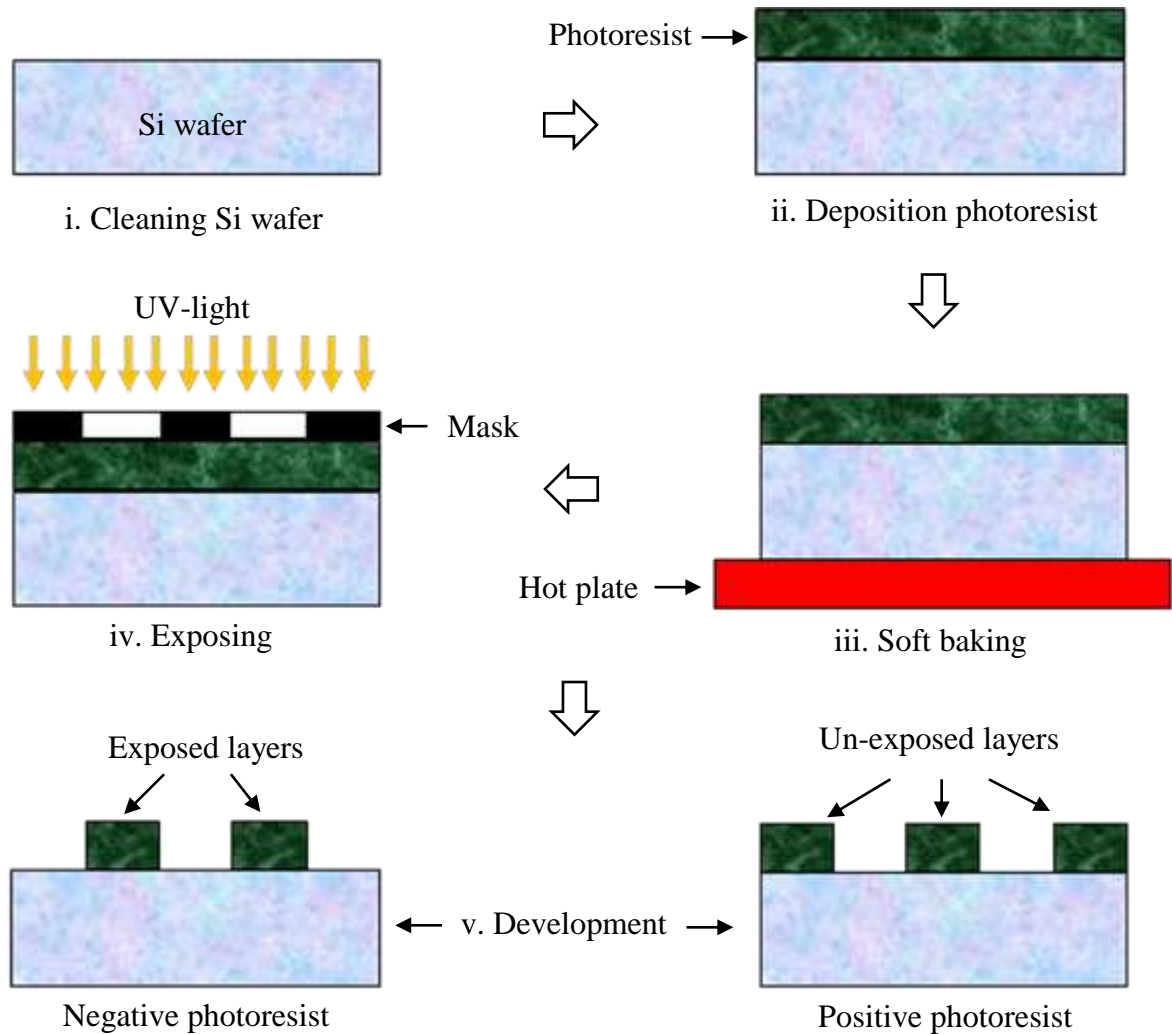 Photoresist
Si wafer
i. Cleaning Si wafer
ii. Deposition photoresist
UV-light
Mask
Hot plate
iv. Exposing
iii. Soft baking
Exposed layers
Un-exposed layers
v. Development
Negative photoresist
Positive photoresist